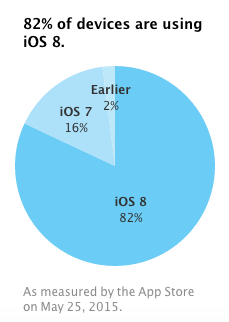 82% of devices are using
iOS 8.
Earlier
2%
iOS 7
16%
iOS 8
82%
As measured by the App Store
on May 25, 2015.